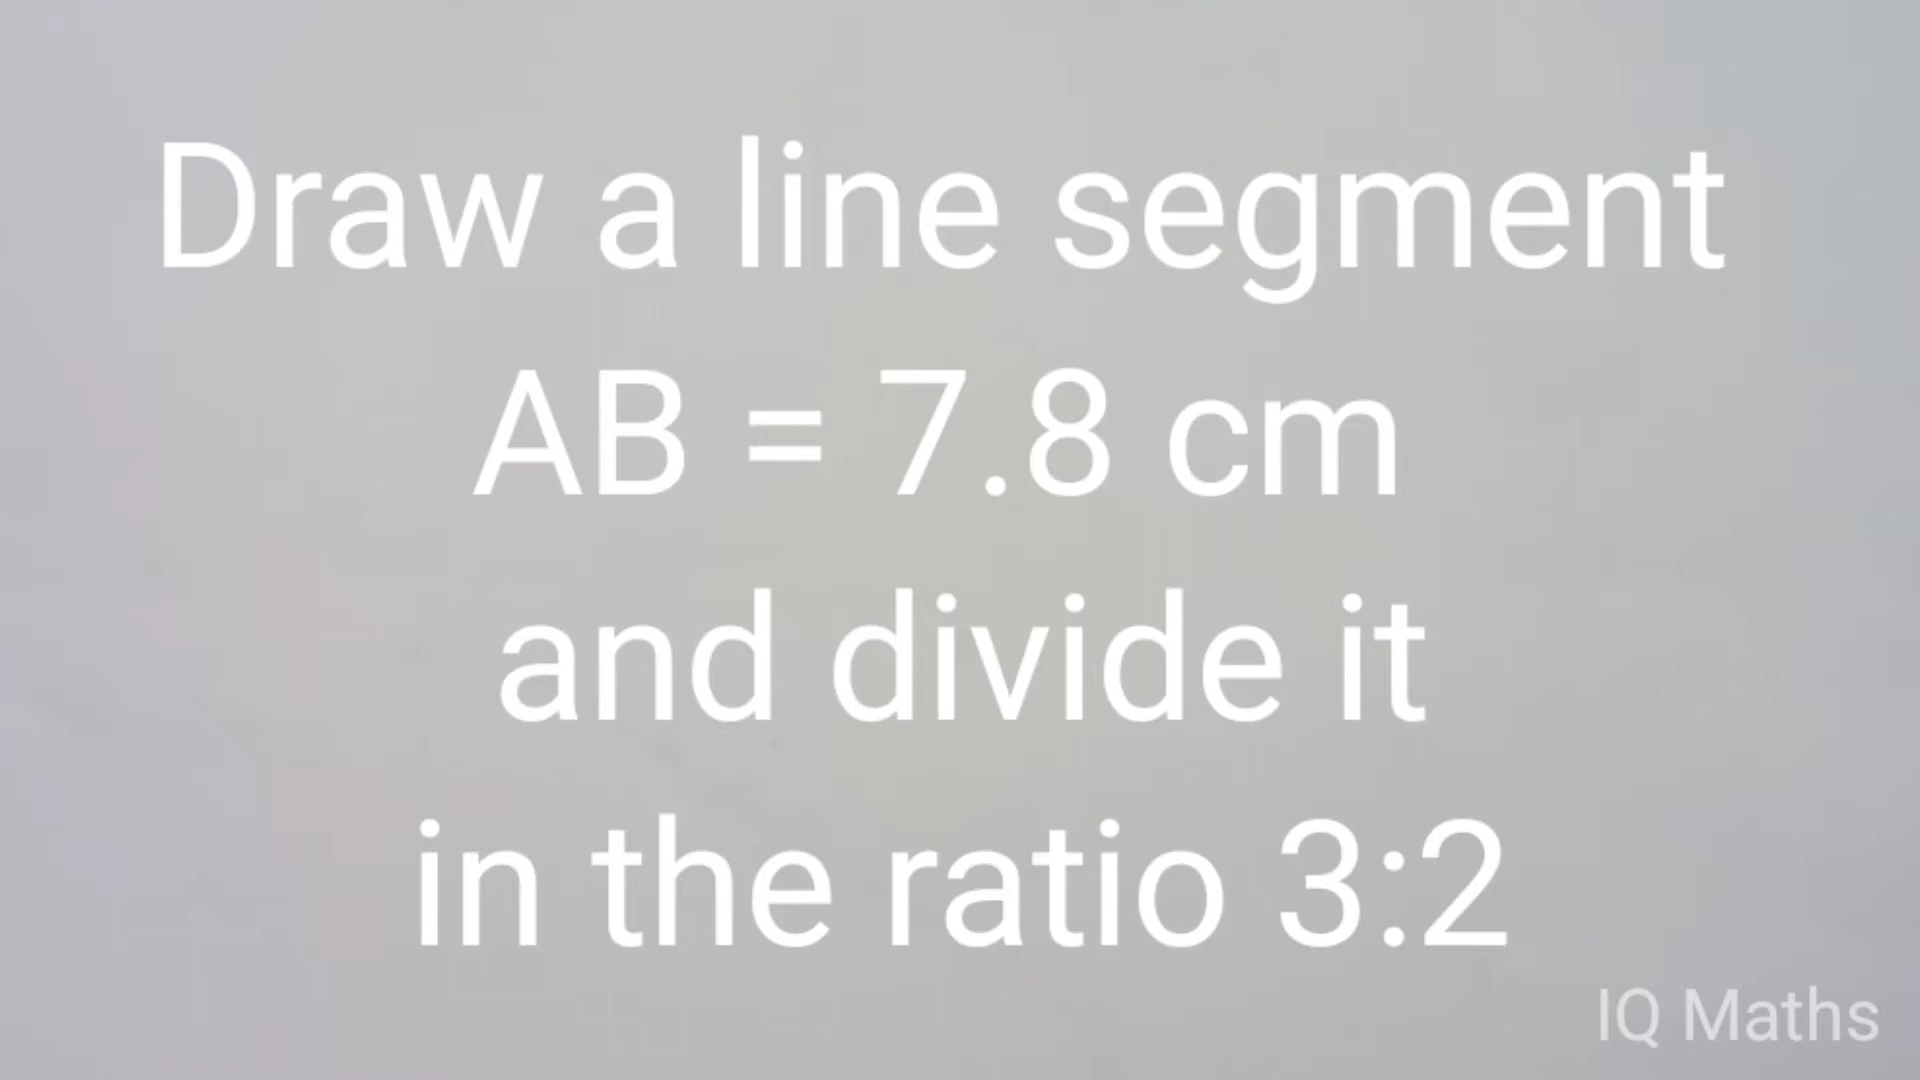 Draw a line segment
AB = 7.8 cm
and divide it
in the ratio 3:2
IQ Maths